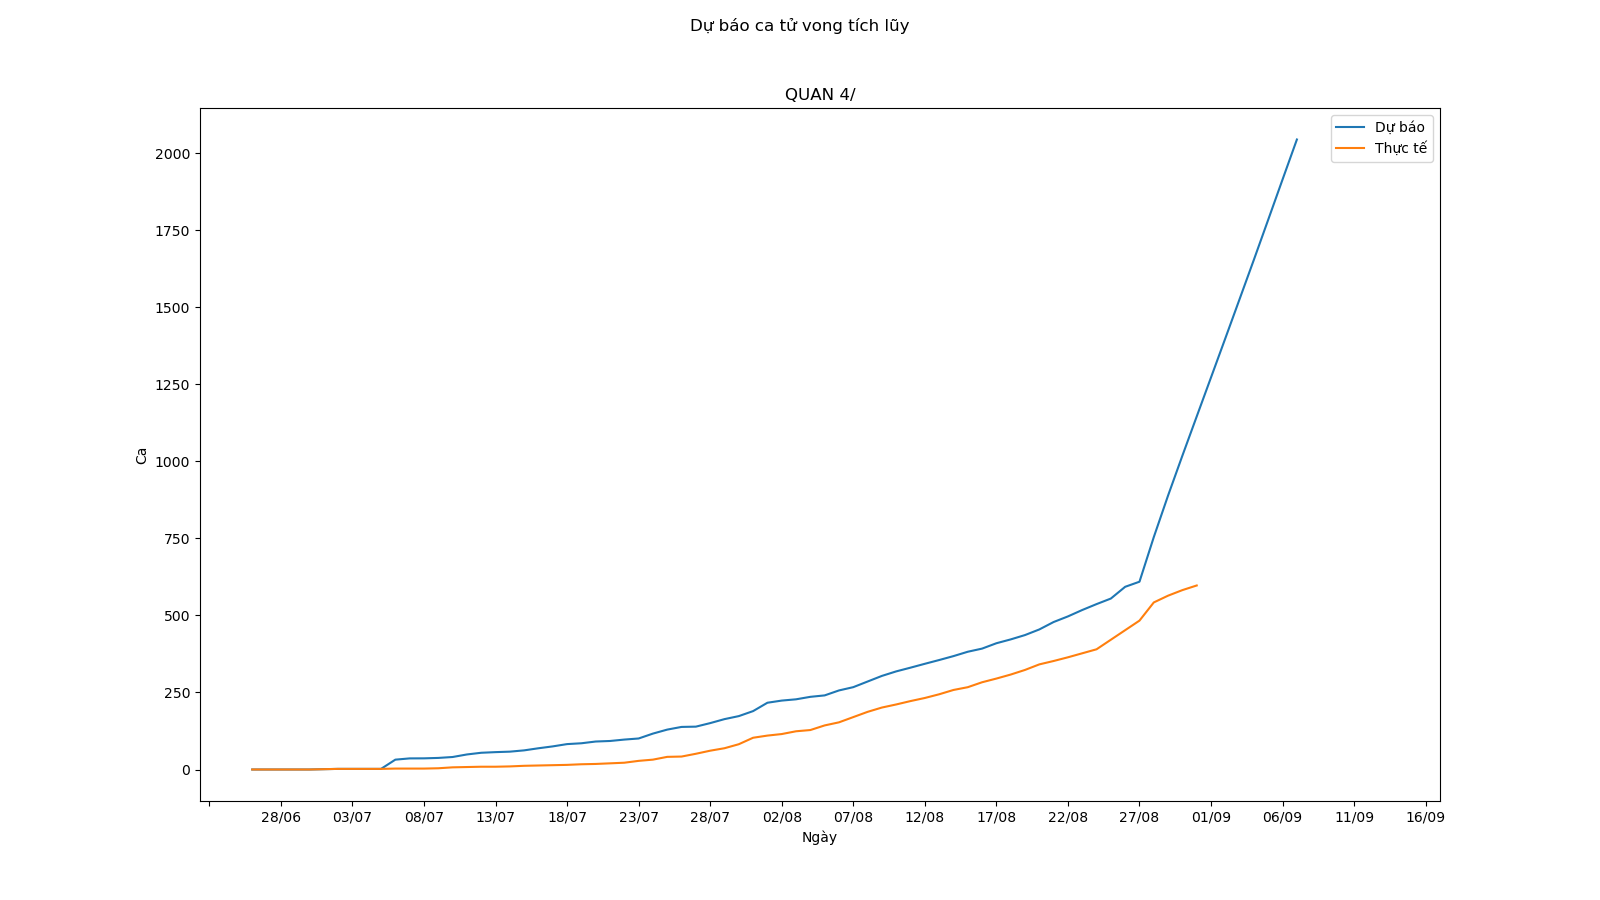 Dự báo ca tử vong tích lũy
QUAN 4/
Dự báo
Thực tế
2000
1750
1500
1250
1000
750
500
250
0
Ca
28/06 03/07 08/07 13/07 18/07 23/07 28/07 02/08 07/08 12/08 17/08 22/08 27/08 01/09 06/09 11/09 16/09
Ngày